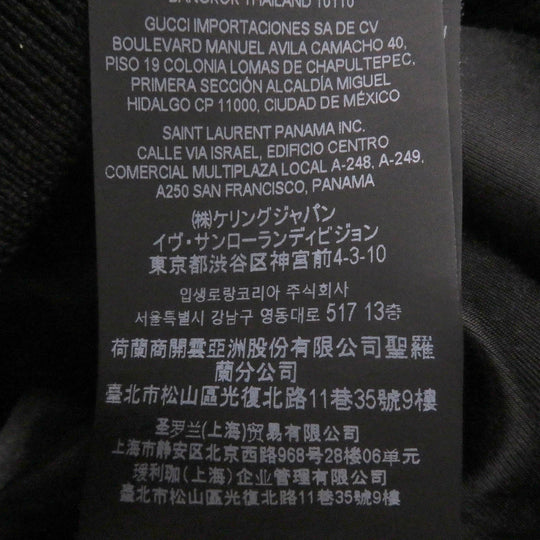 BANGKOK THAILAND 10110
GUCCI IMPORTACIONES SA DE CV
BOULEVARD MANUEL AVILA CAMACHO 40,
PISO 19 COLONIA LOMAS DE CHAPULTEPEC,
PRIMERA SECCIÓN ALCALDÍA MIGUEL
HIDALGO CP 11000, CIUDAD DE MÉXICO
SAINT LAURENT PANAMA INC.
CALLE VIA ISRAEL, EDIFICIO CENTRO
COMERCIAL MULTIPLAZA LOCAL A-248, A-249,
A250 SAN FRANCISCO, PANAMA
㈱ケリングジャパン
イヴ・サンローランディビジョン
東京都渋谷区神宮前4-3-10
입생로랑코리아 주식회사
서울특별시 강남구 영동대로 517 13층
荷蘭商開雲亞洲股份有限公司聖羅
蘭分公司
臺北市松山區光復北路11巷35號9樓
圣罗兰(上海)贸易有限公司
上海市静安区北京西路968号28楼06单元
瑷利珈(上海)企业管理有限公司
臺北市松山區光復北路11巷35號9樓